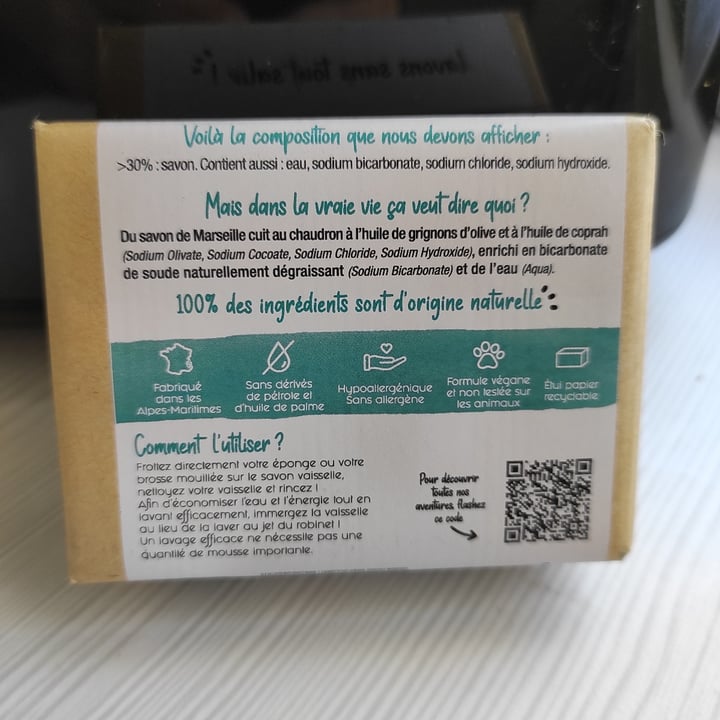 Lavons sans tout salir !
Voilà la composition que nous devons afficher :
>30% : savon. Contient aussi : eau, sodium bicarbonate, sodium chloride, sodium hydroxide.
Mais dans la vraie vie ça veut dire quoi ?
Du savon de Marseille cuit au chaudron à l'huile de grignons d'olive et à l'huile de coprah
(Sodium Olivate, Sodium Cocoate, Sodium Chloride, Sodium Hydroxide), enrichi en bicarbonate
de soude naturellement dégraissant (Sodium Bicarbonate) et de l'eau (Aqua).
100% des ingrédients sont d'origine naturelle
Fabriqué
dans les
Alpes-Maritimes
Sans dérivés
de pétrole et
d'huile de palme
Hypoallergénique
Sans allergène
Formule végane
et non testée sur
les animaux
Étui papier
recyclable
Comment l'utiliser ?
Frottez directement votre éponge ou votre
brosse mouillée sur le savon vaisselle,
nettoyez votre vaisselle et rincez !
Afin d'économiser l'eau et l'énergie tout en
lavant efficacement, immergez la vaisselle
au lieu de la laver au jet du robinet !
Un lavage efficace ne nécessite pas une
quantité de mousse importante.
Pour découvrir
toutes nos
aventures, flashez
ce code